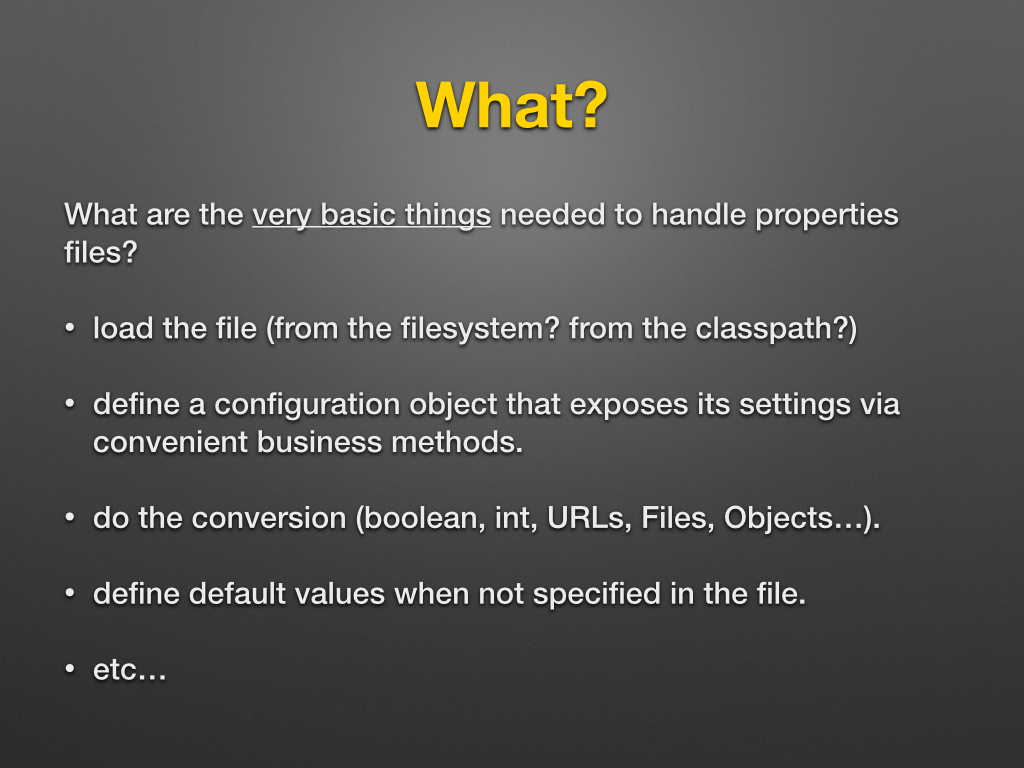 What?
What are the very basic things needed to handle properties
files?
• load the file (from the filesystem? from the classpath?)
• define a configuration object that exposes its settings via
convenient business methods.
• do the conversion (boolean, int, URLs, Files, Objects…).
• define default values when not specified in the file.
• etc…